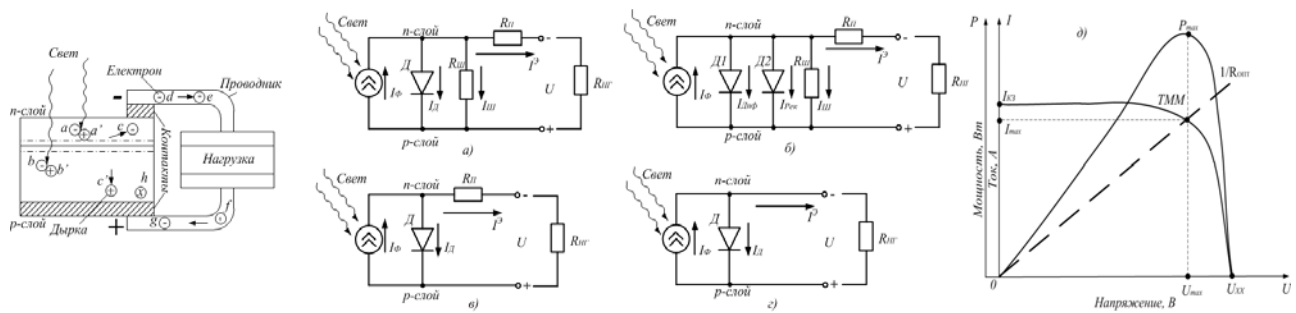 Свет
Електрон
Проводник
n-слой
-
d
e
a
a'
c
b
b'
Контакты
Нагрузка
c'
h
f
p-слой
Дырка
+
g
Свет
n-слой
R_П
-
Д
R_Ш
I^Э
R_НГ
I_Ф
I_Д
I_Ш
U
p-слой
+
а)
Свет
n-слой
R_П
-
Д1
Д2
R_Ш
I^Э
R_НГ
I_Ф
I_Диф
I_Рек
I_Ш
U
p-слой
+
б)
Свет
n-слой
R_П
-
Д
I^Э
I_Ф
I_Д
U
R_НГ
p-слой
+
в)
Свет
n-слой
-
Д
I^Э
I_Ф
I_Д
U
R_НГ
p-слой
+
г)
P
I
д)
P_max
1/R_ОПТ
I_КЗ
ТММ
I_max
Мощность, Вт
Ток, А
0
U_max
U_ХХ
U
Напряжение, В